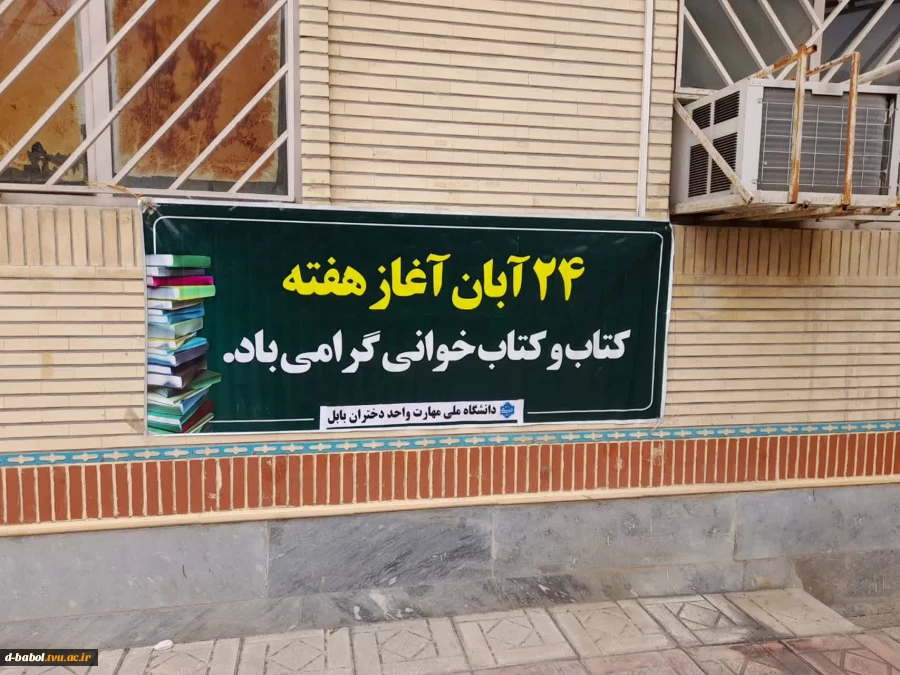 ۲۴ آبان آغاز هفته
کتاب و کتاب‌خوانی گرامی باد.
دانشگاه ملی مهارت واحد دختران بابل
d-babol.tvu.ac.ir